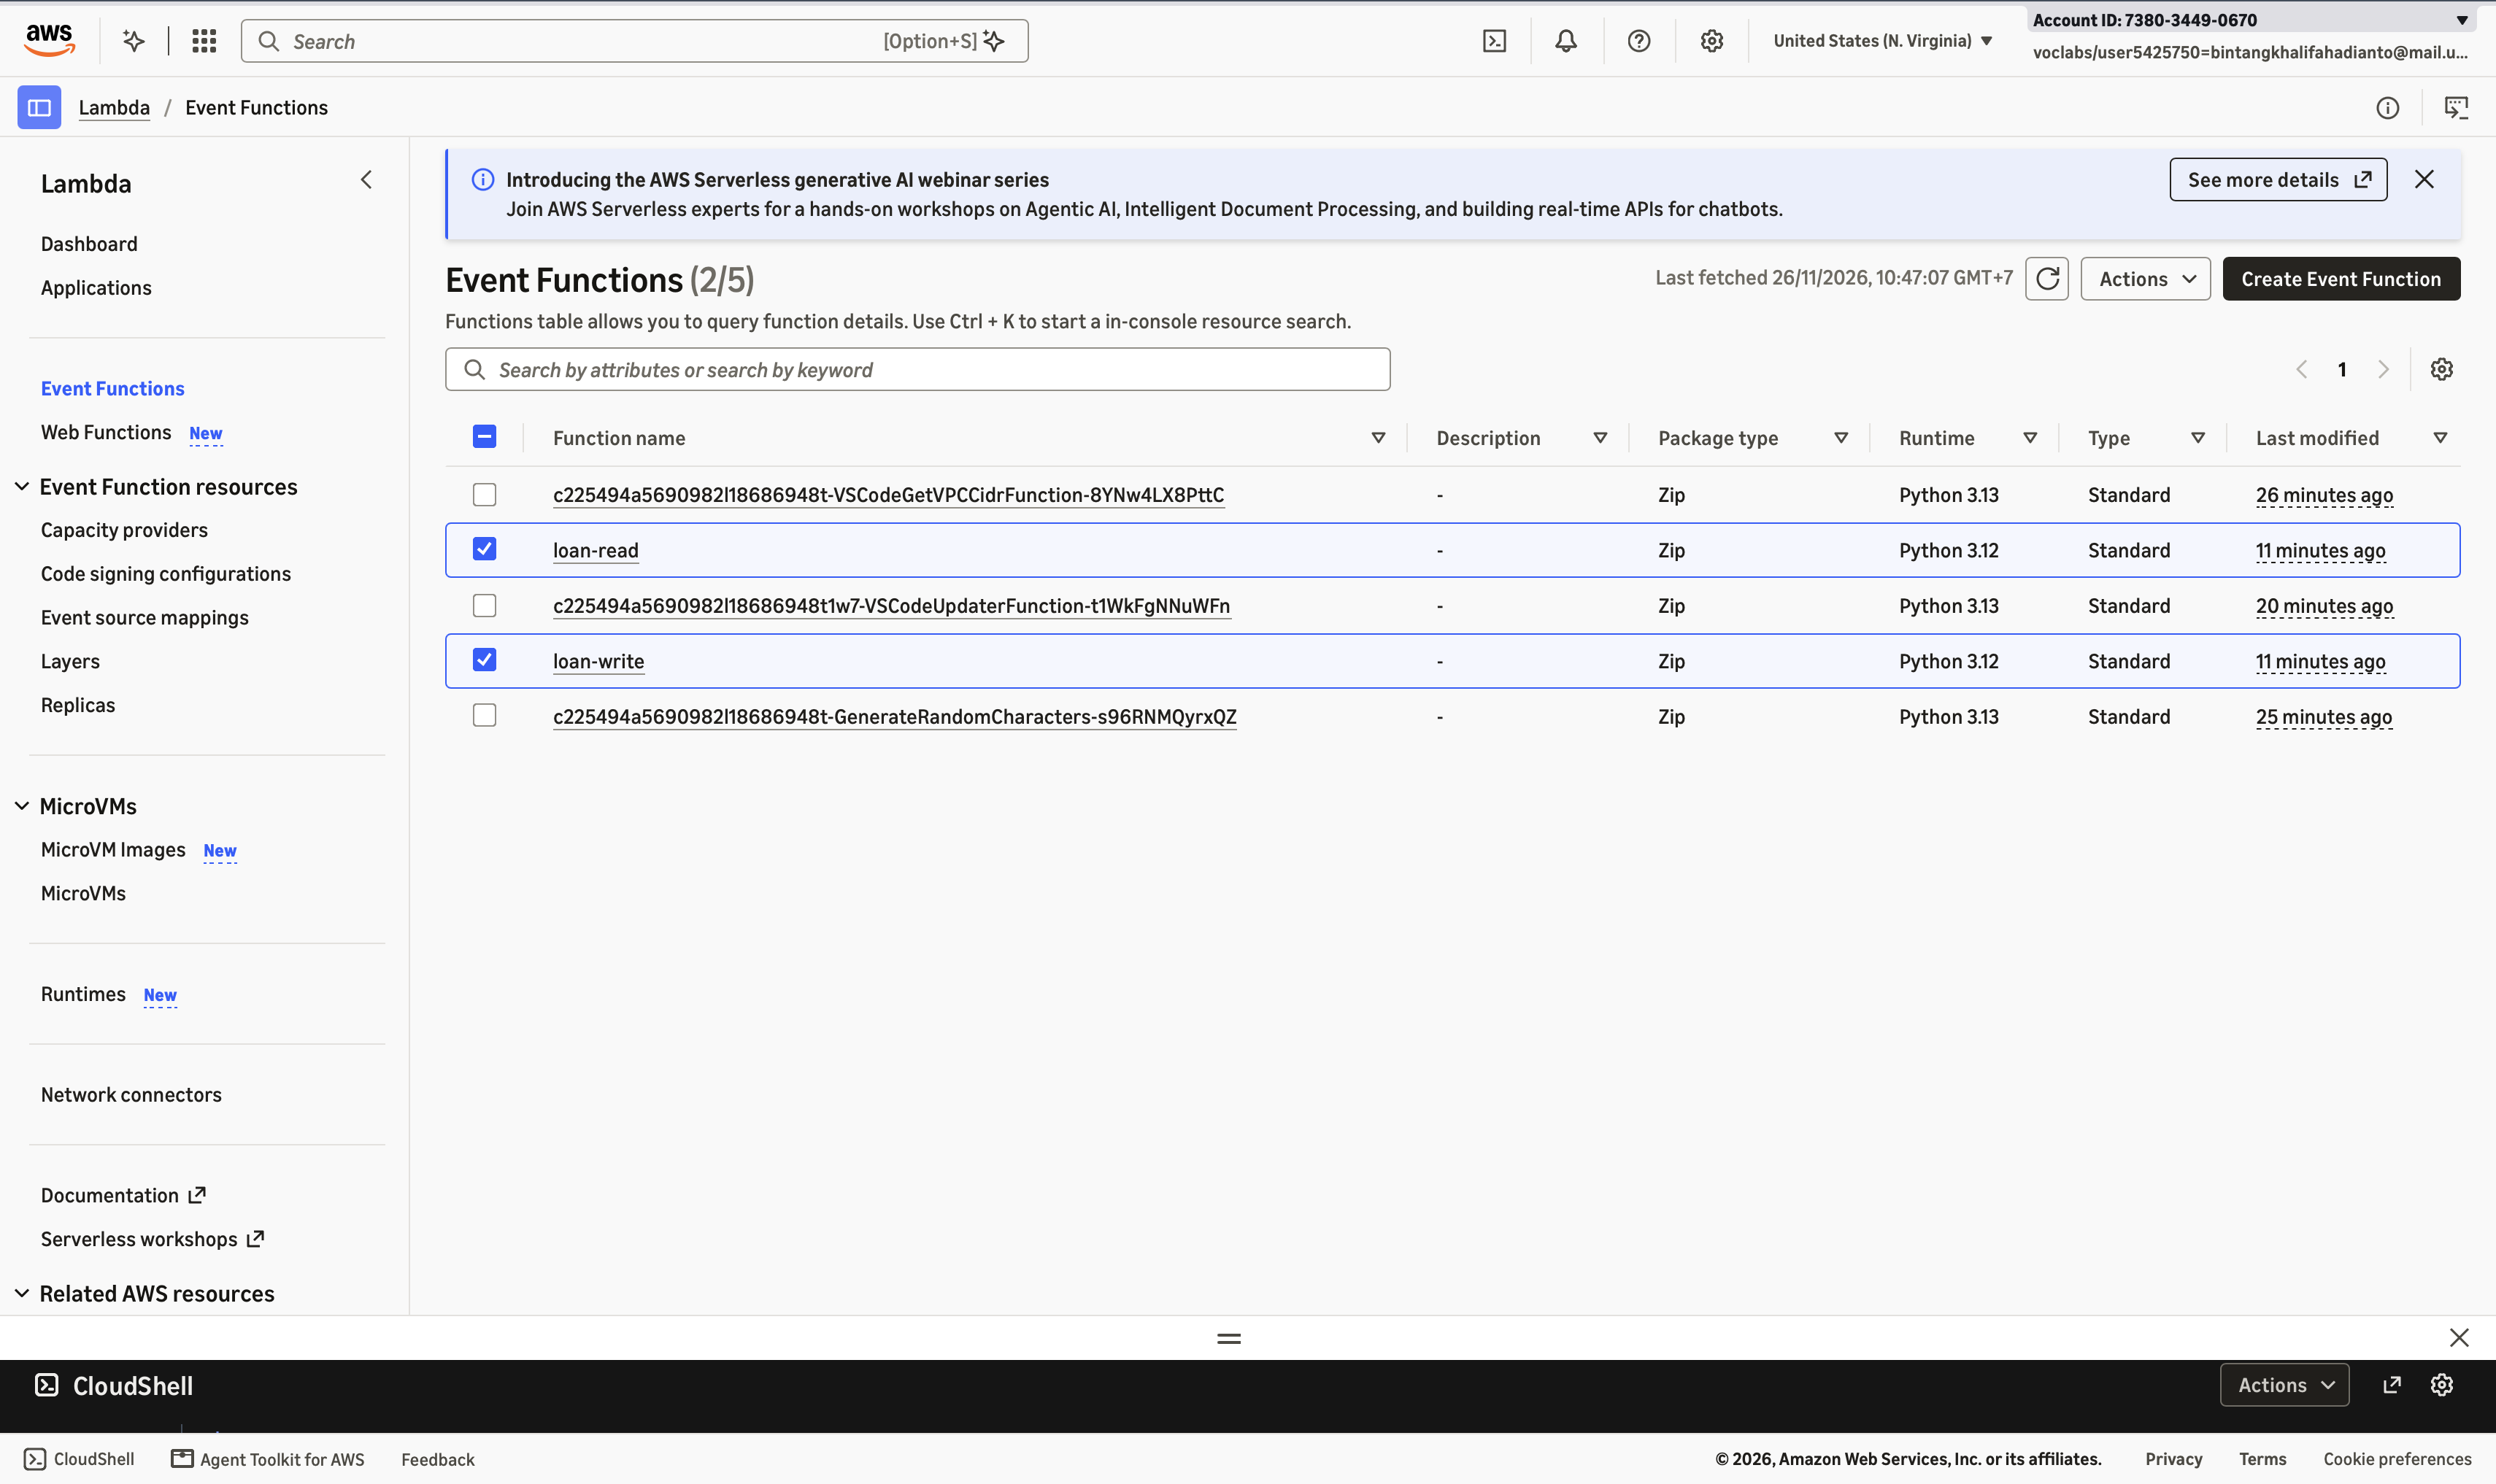 aws
Search [Option+S]
United States (N. Virginia)
Account ID: 7380-3449-0670
voclabs/user5425750=bintangkhalifahadianto@mail.u...
Lambda / Event Functions
Lambda
Dashboard
Applications
Event Functions
Web Functions New
Event Function resources
Capacity providers
Code signing configurations
Event source mappings
Layers
Replicas
MicroVMs
MicroVM Images New
MicroVMs
Runtimes New
Network connectors
Documentation
Serverless workshops
Related AWS resources
Introducing the AWS Serverless generative AI webinar series
Join AWS Serverless experts for a hands-on workshops on Agentic AI, Intelligent Document Processing, and building real-time APIs for chatbots.
See more details
Event Functions (2/5)
Last fetched 26/11/2026, 10:47:07 GMT+7
Actions
Create Event Function
Functions table allows you to query function details. Use Ctrl + K to start a in-console resource search.
Search by attributes or search by keyword
1
Function name Description Package type Runtime Type Last modified
c225494a5690982l18686948t-VSCodeGetVPCCidrFunction-8YNw4LX8PttC - Zip Python 3.13 Standard 26 minutes ago
loan-read - Zip Python 3.12 Standard 11 minutes ago
c225494a5690982l18686948t1w7-VSCodeUpdaterFunction-t1WkFgNNuWFn - Zip Python 3.13 Standard 20 minutes ago
loan-write - Zip Python 3.12 Standard 11 minutes ago
c225494a5690982l18686948t-GenerateRandomCharacters-s96RNMQyrxQZ - Zip Python 3.13 Standard 25 minutes ago
CloudShell
Actions
CloudShell Agent Toolkit for AWS Feedback
© 2026, Amazon Web Services, Inc. or its affiliates. Privacy Terms Cookie preferences